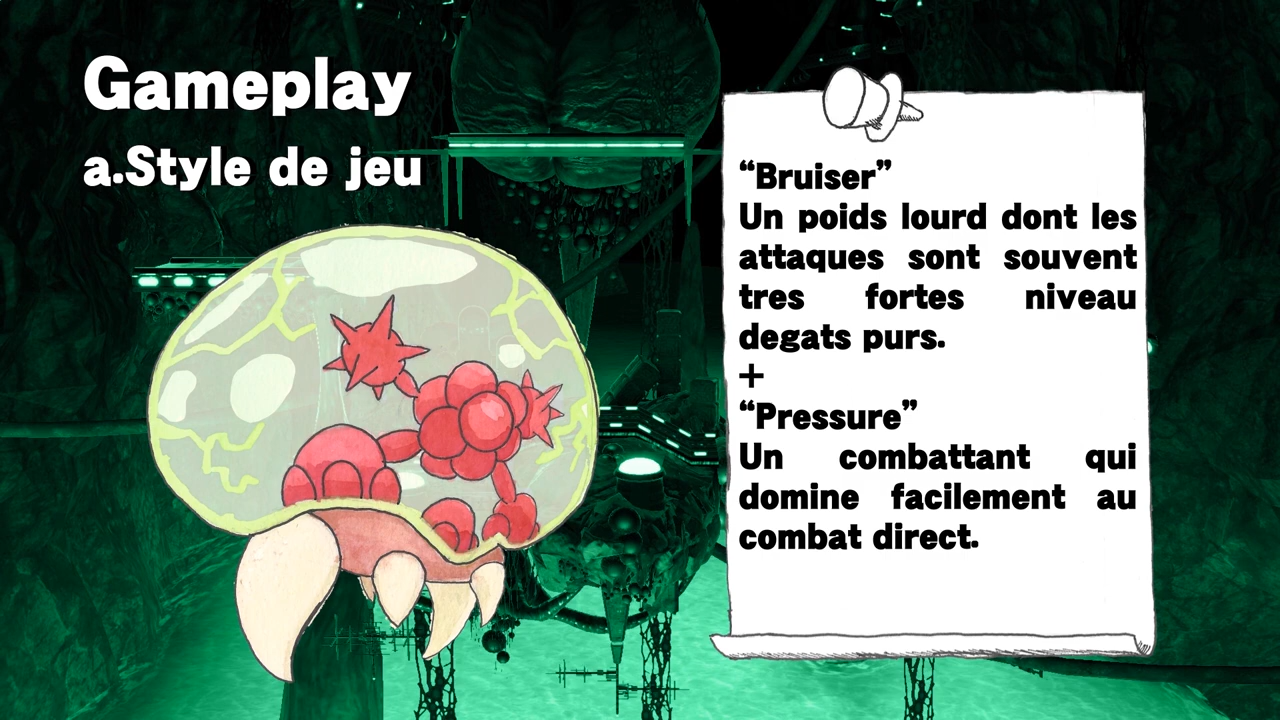 Gameplay
a.Style de jeu
“Bruiser”
Un poids lourd dont les
attaques sont souvent
tres fortes niveau
degats purs.
+
“Pressure”
Un combattant qui
domine facilement au
combat direct.